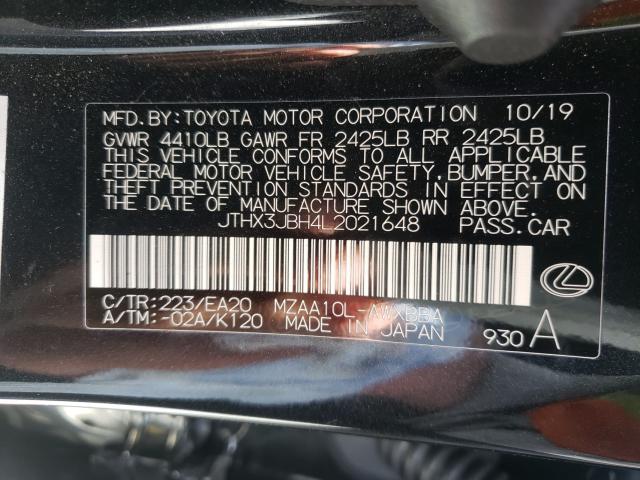 MFD.BY:TOYOTA MOTOR CORPORATION 10/19
GVWR 4410LB GAWR FR 2425LB RR 2425LB
THIS VEHICLE CONFORMS TO ALL APPLICABLE
FEDERAL MOTOR VEHICLE SAFETY,BUMPER,AND
THEFT PREVENTION STANDARDS IN EFFECT ON
THE DATE OF MANUFACTURE SHOWN ABOVE.
JTHX3JBH4L2021648 PASS.CAR
C/TR:223/EA20 MZAA10L-AWXBBA
A/TM:-02A/K120 MADE IN JAPAN 930 A